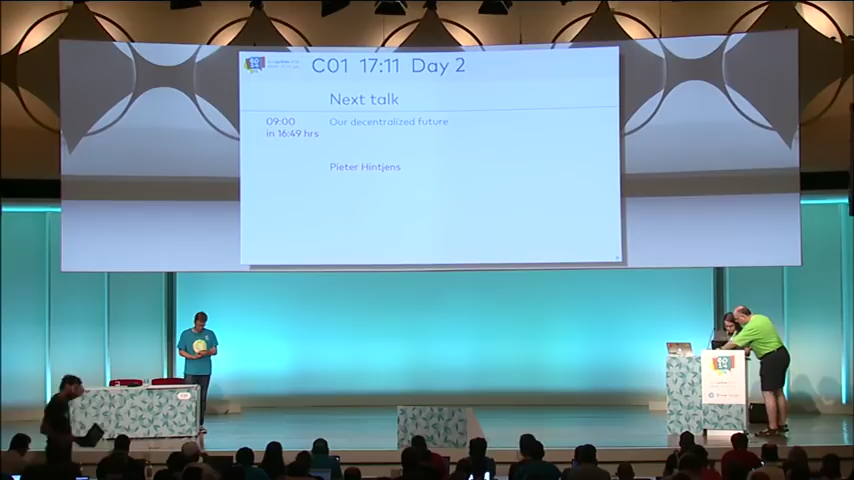 C01 17:11 Day 2
Next talk
09:00 Our decentralized future
in 16:49 hrs
Pieter Hintjens